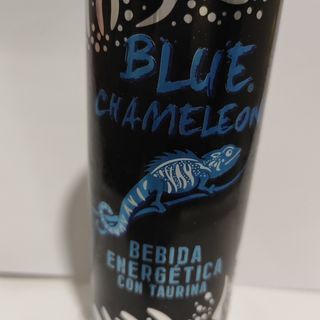 BLUE
CHAMELEON
BEBIDA
ENERGÉTICA
CON TAURINA